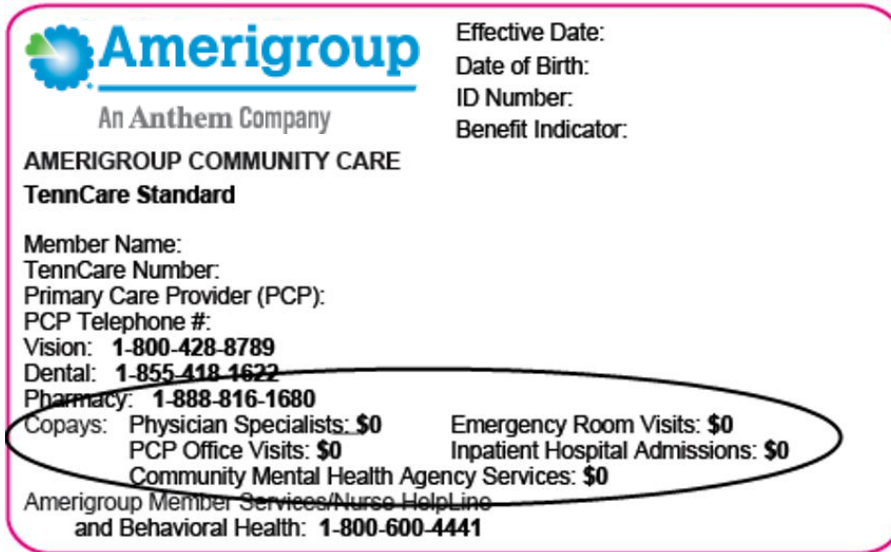 Amerigroup
An Anthem Company
Effective Date:
Date of Birth:
ID Number:
Benefit Indicator:
AMERIGROUP COMMUNITY CARE
TennCare Standard
Member Name:
TennCare Number:
Primary Care Provider (PCP):
PCP Telephone #:
Vision: 1-800-428-8789
Dental: 1-855-418-1622
Pharmacy: 1-888-816-1680
Copays: Physician Specialists: $0 Emergency Room Visits: $0
PCP Office Visits: $0 Inpatient Hospital Admissions: $0
Community Mental Health Agency Services: $0
Amerigroup Member Services/Nurse HelpLine
and Behavioral Health: 1-800-600-4441